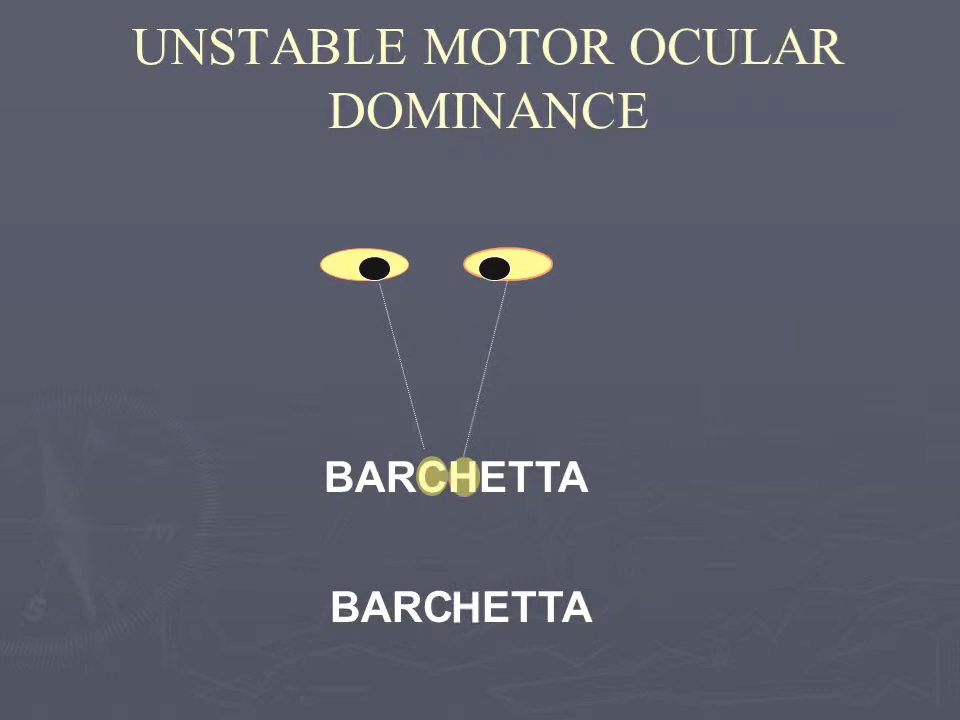 UNSTABLE MOTOR OCULAR
DOMINANCE
BARCHETTA
BARCHETTA